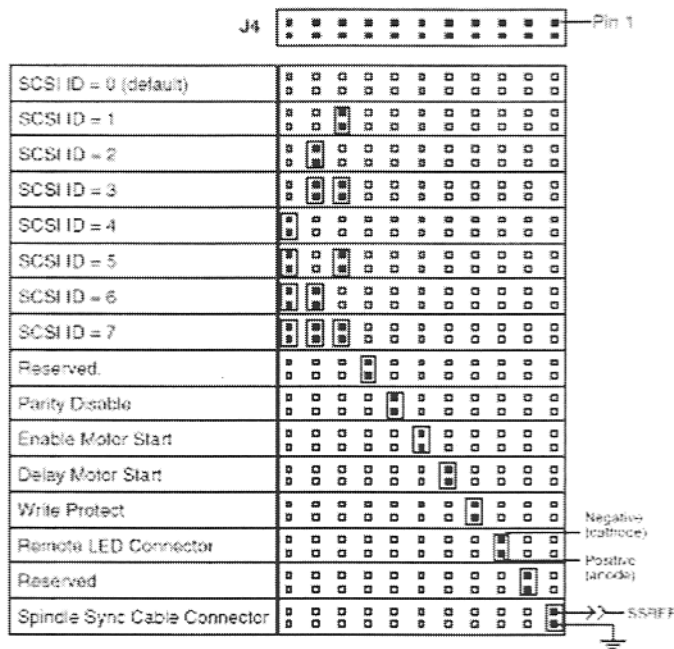 J4
Pin 1
SCSI ID = 0 (default)
SCSI ID = 1
SCSI ID = 2
SCSI ID = 3
SCSI ID = 4
SCSI ID = 5
SCSI ID = 6
SCSI ID = 7
Reserved.
Parity Disable
Enable Motor Start
Delay Motor Start
Write Protect
Remote LED Connector
Negative
(cathode)
Positive
(anode)
Reserved
Spindle Sync Cable Connector
SSREF